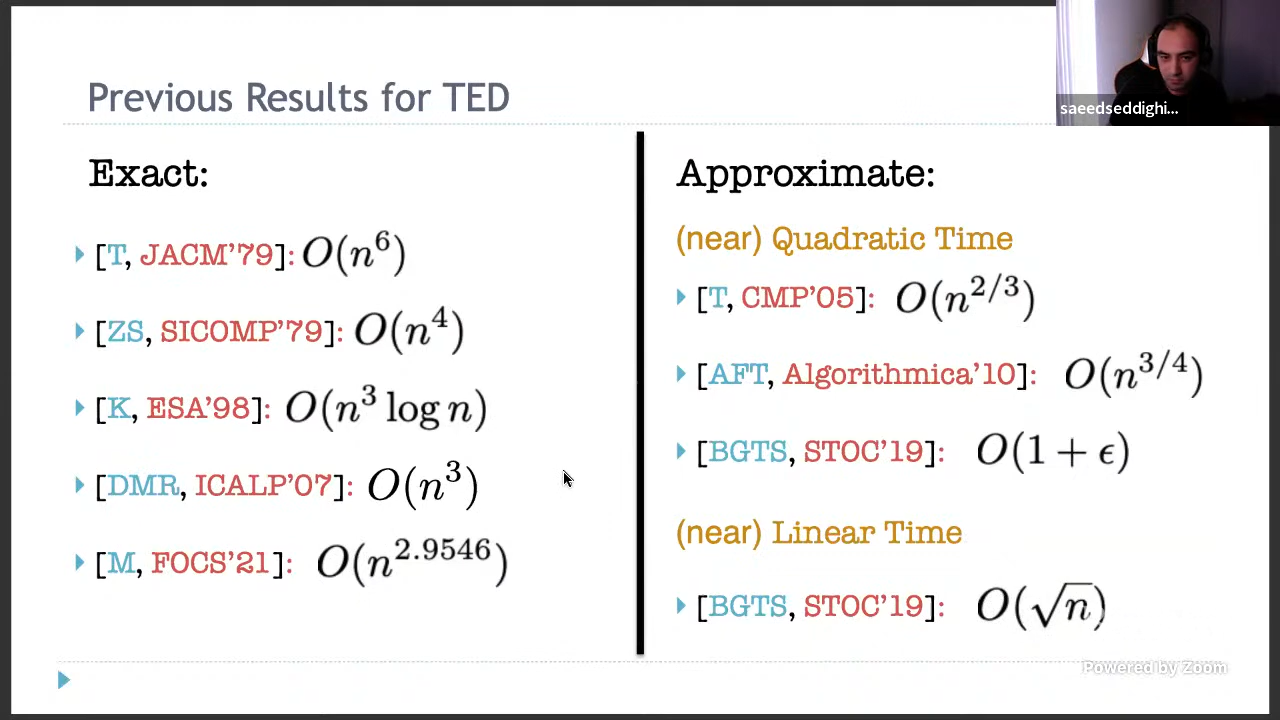 Previous Results for TED
saeedseddighi...
Exact:
[T, JACM'79]: O(n^6)
[ZS, SICOMP'79]: O(n^4)
[K, ESA'98]: O(n^3 log n)
[DMR, ICALP'07]: O(n^3)
[M, FOCS'21]: O(n^2.9546)
Approximate:
(near) Quadratic Time
[T, CMP'05]: O(n^2/3)
[AFT, Algorithmica'10]: O(n^3/4)
[BGTS, STOC'19]: O(1 + ϵ)
(near) Linear Time
[BGTS, STOC'19]: O(√n)
Powered by Zoom